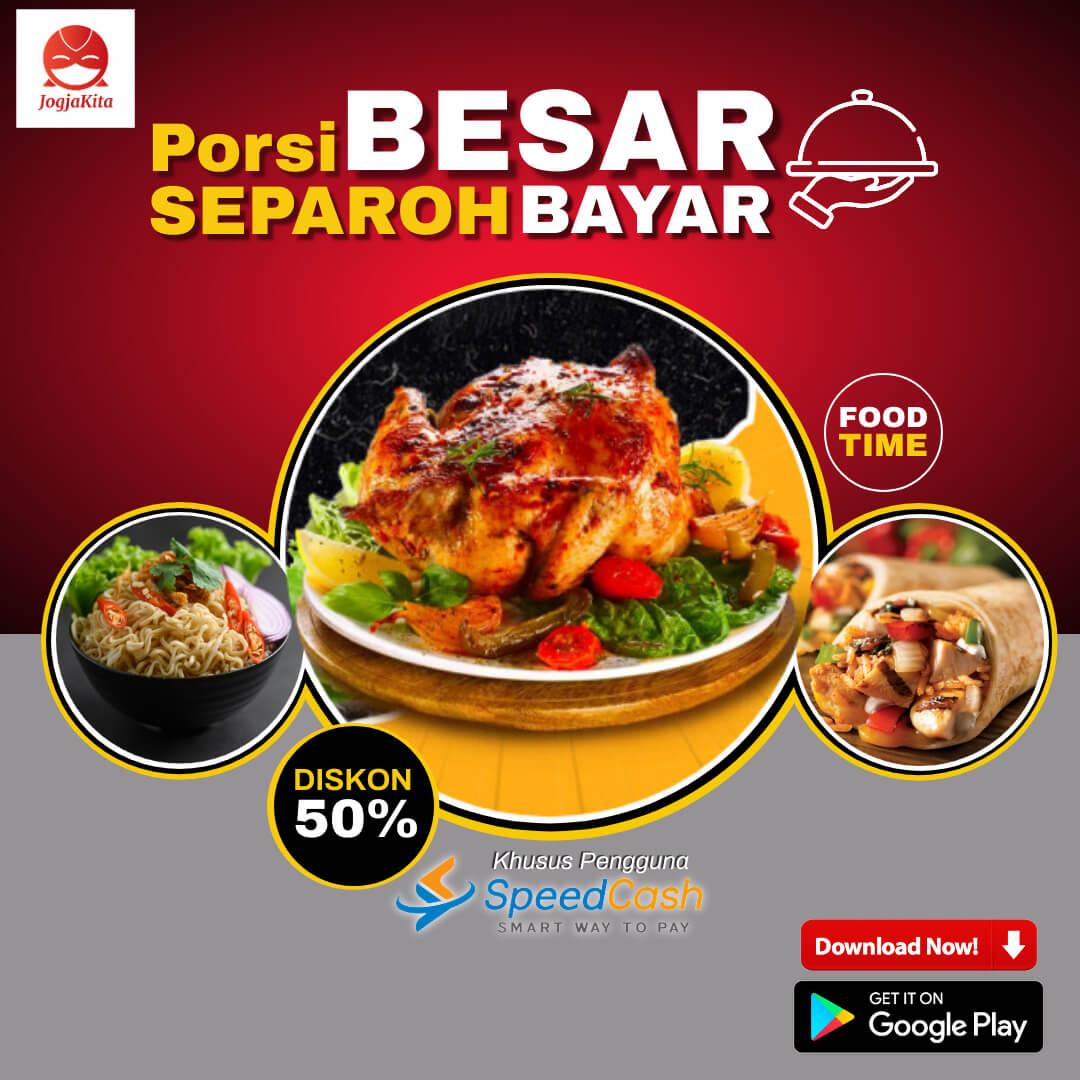 JogjaKita
Porsi BESAR
SEPAROH BAYAR
FOOD
TIME
DISKON
50%
Khusus Pengguna
SpeedCash
SMART WAY TO PAY
Download Now!
GET IT ON
Google Play